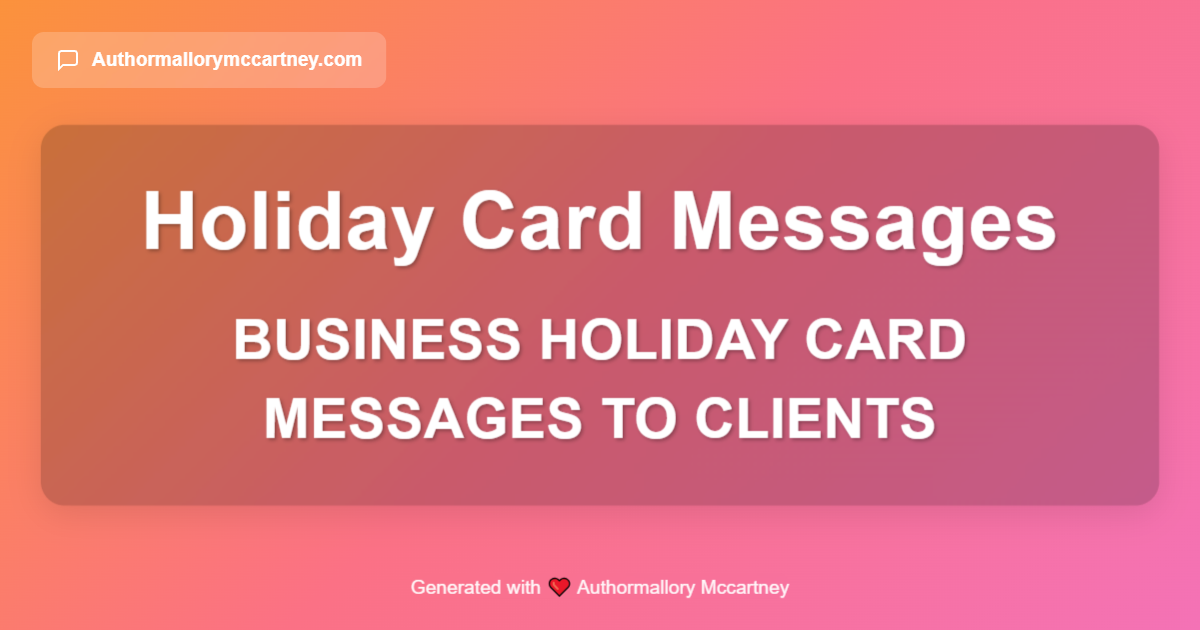 Authormallorymccartney.com
Holiday Card Messages
BUSINESS HOLIDAY CARD
MESSAGES TO CLIENTS
Generated with ❤️ Authormallory Mccartney